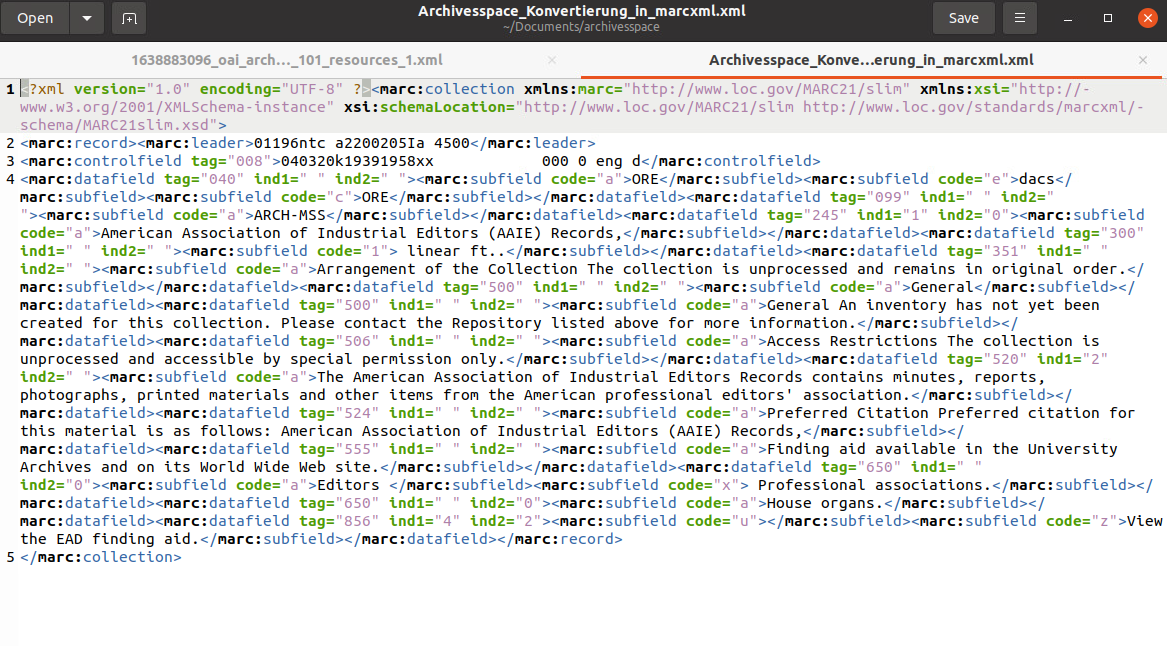 Open
Archivesspace_Konvertierung_in_marcxml.xml
~/Documents/archivesspace
Save
1638883096_oai_arch…_101_resources_1.xml ×
Archivesspace_Konve…erung_in_marcxml.xml ×
1 <?xml version="1.0" encoding="UTF-8" ?><marc:collection xmlns:marc="http://www.loc.gov/MARC21/slim" xmlns:xsi="http://-
www.w3.org/2001/XMLSchema-instance" xsi:schemaLocation="http://www.loc.gov/MARC21/slim http://www.loc.gov/standards/marcxml/-
schema/MARC21slim.xsd">
2 <marc:record><marc:leader>01196ntc a2200205Ia 4500</marc:leader>
3 <marc:controlfield tag="008">040320k19391958xx            000 0 eng d</marc:controlfield>
4 <marc:datafield tag="040" ind1=" " ind2=" "><marc:subfield code="a">ORE</marc:subfield><marc:subfield code="e">dacs</
marc:subfield><marc:subfield code="c">ORE</marc:subfield></marc:datafield><marc:datafield tag="099" ind1=" " ind2="
"><marc:subfield code="a">ARCH-MSS</marc:subfield></marc:datafield><marc:datafield tag="245" ind1="1" ind2="0"><marc:subfield
code="a">American Association of Industrial Editors (AAIE) Records,</marc:subfield></marc:datafield><marc:datafield tag="300"
ind1=" " ind2=" "><marc:subfield code="1"> linear ft..</marc:subfield></marc:datafield><marc:datafield tag="351" ind1=" "
ind2=" "><marc:subfield code="a">Arrangement of the Collection The collection is unprocessed and remains in original order.</
marc:subfield></marc:datafield><marc:datafield tag="500" ind1=" " ind2=" "><marc:subfield code="a">General</marc:subfield></
marc:datafield><marc:datafield tag="500" ind1=" " ind2=" "><marc:subfield code="a">General An inventory has not yet been
created for this collection. Please contact the Repository listed above for more information.</marc:subfield></
marc:datafield><marc:datafield tag="506" ind1=" " ind2=" "><marc:subfield code="a">Access Restrictions The collection is
unprocessed and accessible by special permission only.</marc:subfield></marc:datafield><marc:datafield tag="520" ind1="2"
ind2=" "><marc:subfield code="a">The American Association of Industrial Editors Records contains minutes, reports,
photographs, printed materials and other items from the American professional editors' association.</marc:subfield></
marc:datafield><marc:datafield tag="524" ind1=" " ind2=" "><marc:subfield code="a">Preferred Citation Preferred citation for
this material is as follows: American Association of Industrial Editors (AAIE) Records,</marc:subfield></
marc:datafield><marc:datafield tag="555" ind1=" " ind2=" "><marc:subfield code="a">Finding aid available in the University
Archives and on its World Wide Web site.</marc:subfield></marc:datafield><marc:datafield tag="650" ind1=" "
ind2="0"><marc:subfield code="a">Editors </marc:subfield><marc:subfield code="x"> Professional associations.</marc:subfield></
marc:datafield><marc:datafield tag="650" ind1=" " ind2="0"><marc:subfield code="a">House organs.</marc:subfield></
marc:datafield><marc:datafield tag="856" ind1="4" ind2="2"><marc:subfield code="u"></marc:subfield><marc:subfield code="z">View
the EAD finding aid.</marc:subfield></marc:datafield></marc:record>
5 </marc:collection>